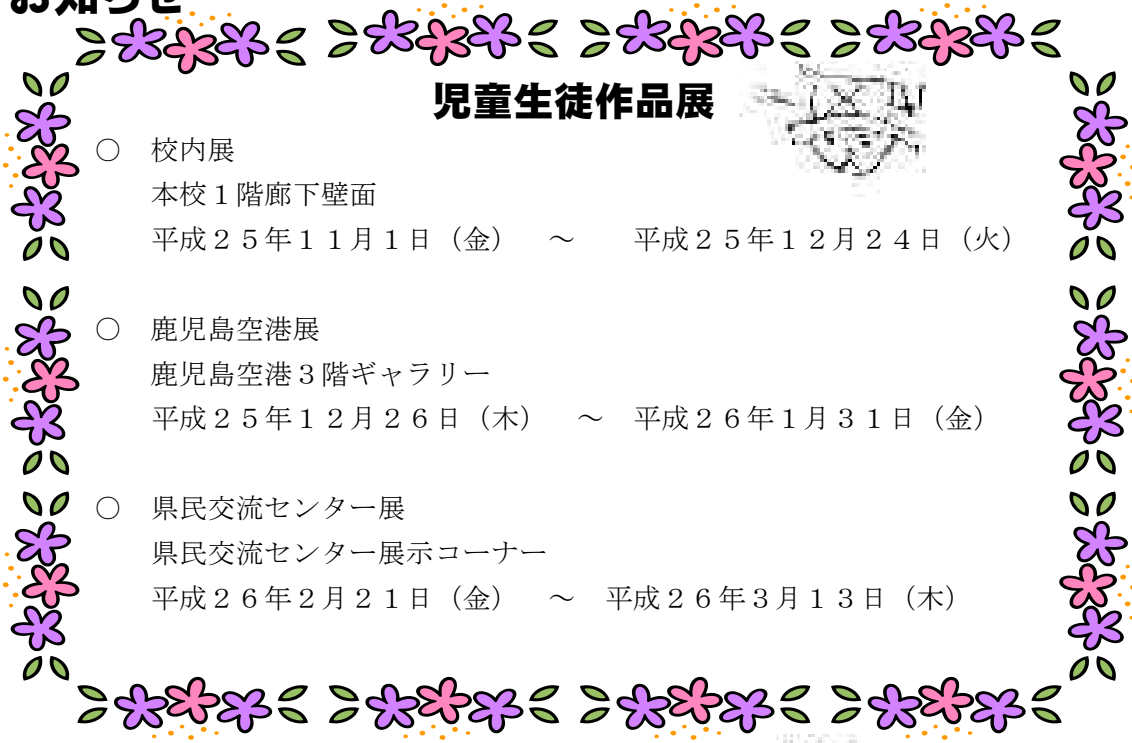 お知らせ
児童生徒作品展
○　校内展
本校１階廊下壁面
平成２５年１１月１日（金）　～　　平成２５年１２月２４日（火）
○　鹿児島空港展
鹿児島空港３階ギャラリー
平成２５年１２月２６日（木）　～　平成２６年１月３１日（金）
○　県民交流センター展
県民交流センター展示コーナー
平成２６年２月２１日（金）　～　平成２６年３月１３日（木）